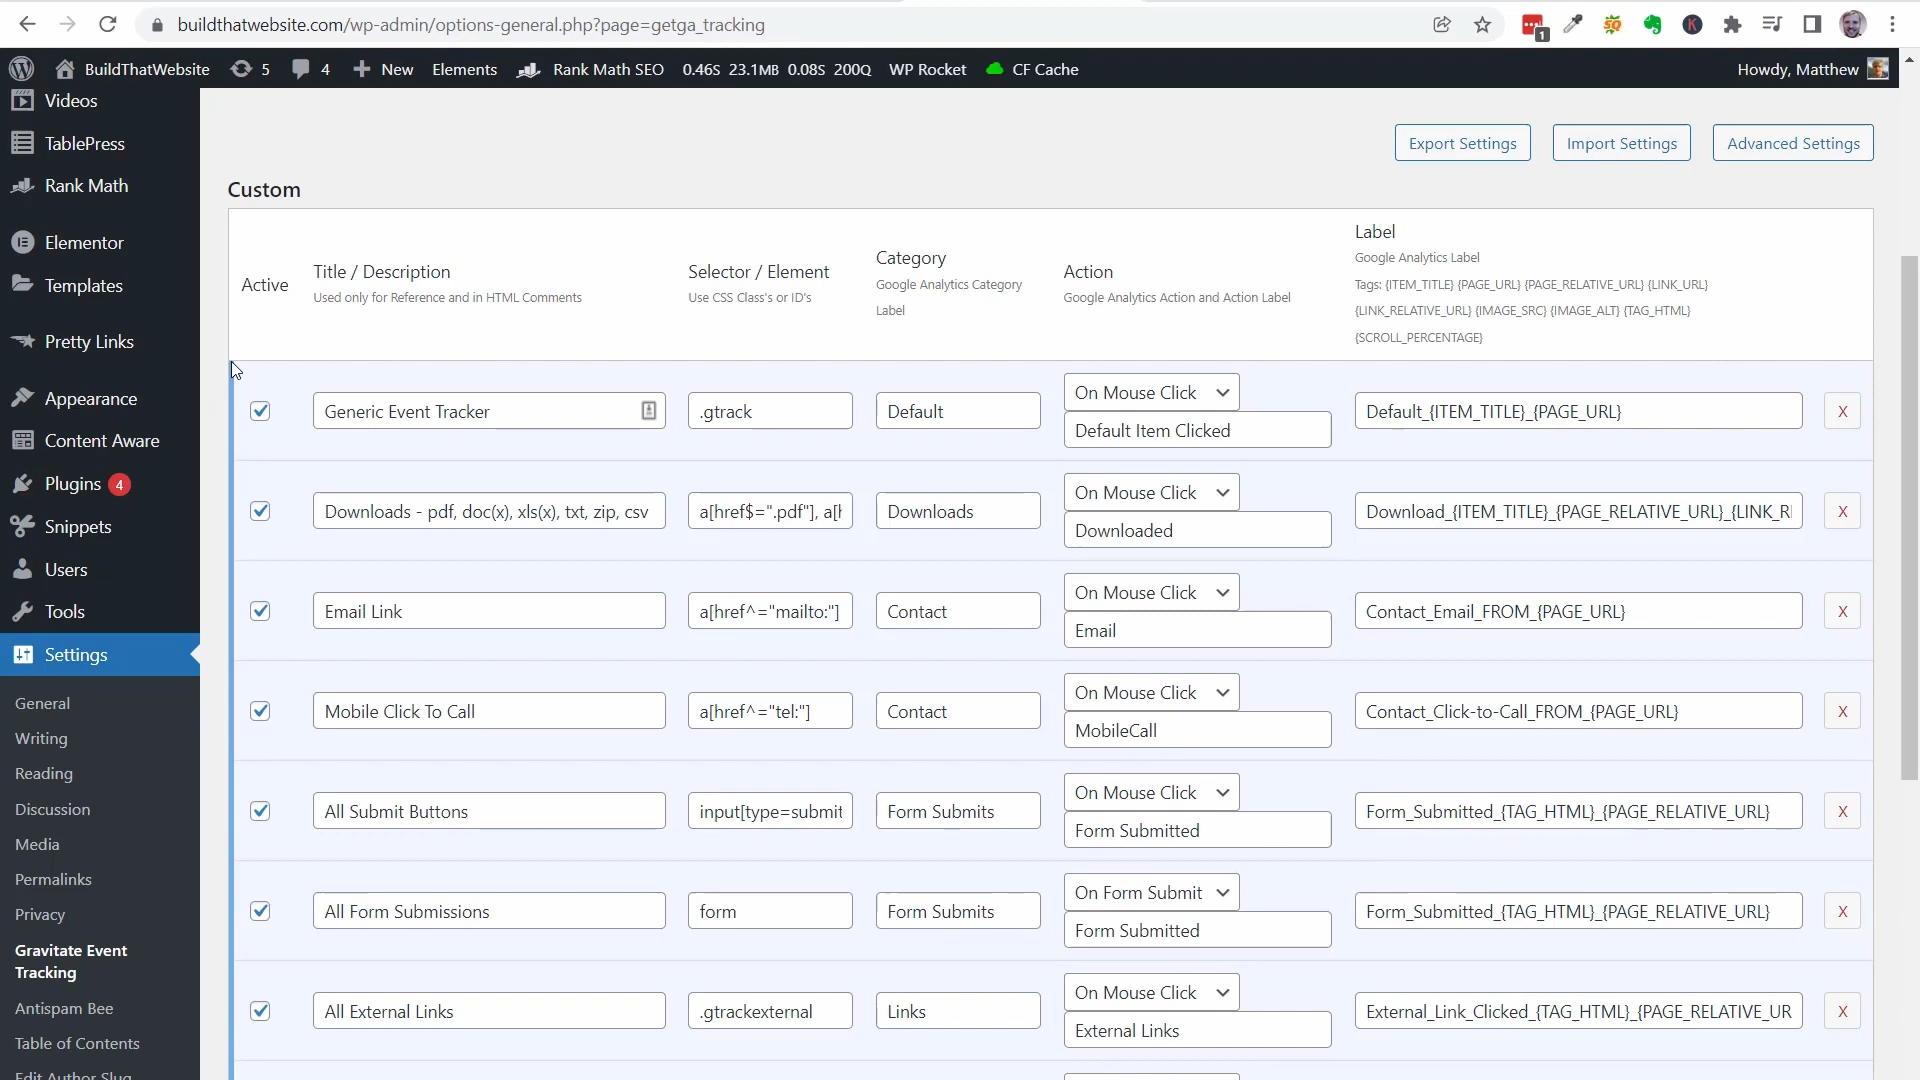 buildthatwebsite.com/wp-admin/options-general.php?page=getga_tracking
1
BuildThatWebsite
5
4
New
Elements
Rank Math SEO
0.46S 23.1MB 0.08S 200Q
WP Rocket
CF Cache
Howdy, Matthew
Videos
TablePress
Rank Math
Elementor
Templates
Pretty Links
Appearance
Content Aware
Plugins 4
Snippets
Users
Tools
Settings
General
Writing
Reading
Discussion
Media
Permalinks
Privacy
Gravitate Event
Tracking
Antispam Bee
Table of Contents
Edit Author Slug
Export Settings
Import Settings
Advanced Settings
Custom
Active
Title / Description
Used only for Reference and in HTML Comments
Selector / Element
Use CSS Class's or ID's
Category
Google Analytics Category
Label
Action
Google Analytics Action and Action Label
Label
Google Analytics Label
Tags: {ITEM_TITLE} {PAGE_URL} {PAGE_RELATIVE_URL} {LINK_URL}
{LINK_RELATIVE_URL} {IMAGE_SRC} {IMAGE_ALT} {TAG_HTML}
{SCROLL_PERCENTAGE}
Generic Event Tracker
.gtrack
Default
On Mouse Click
Default Item Clicked
Default_{ITEM_TITLE}_{PAGE_URL}
X
Downloads - pdf, doc(x), xls(x), txt, zip, csv
a[href$=".pdf"], a[h
Downloads
On Mouse Click
Downloaded
Download_{ITEM_TITLE}_{PAGE_RELATIVE_URL}_{LINK_R
X
Email Link
a[href^="mailto:"]
Contact
On Mouse Click
Email
Contact_Email_FROM_{PAGE_URL}
X
Mobile Click To Call
a[href^="tel:"]
Contact
On Mouse Click
MobileCall
Contact_Click-to-Call_FROM_{PAGE_URL}
X
All Submit Buttons
input[type=submit
Form Submits
On Mouse Click
Form Submitted
Form_Submitted_{TAG_HTML}_{PAGE_RELATIVE_URL}
X
All Form Submissions
form
Form Submits
On Form Submit
Form Submitted
Form_Submitted_{TAG_HTML}_{PAGE_RELATIVE_URL}
X
All External Links
.gtrackexternal
Links
On Mouse Click
External Links
External_Link_Clicked_{TAG_HTML}_{PAGE_RELATIVE_UR
X